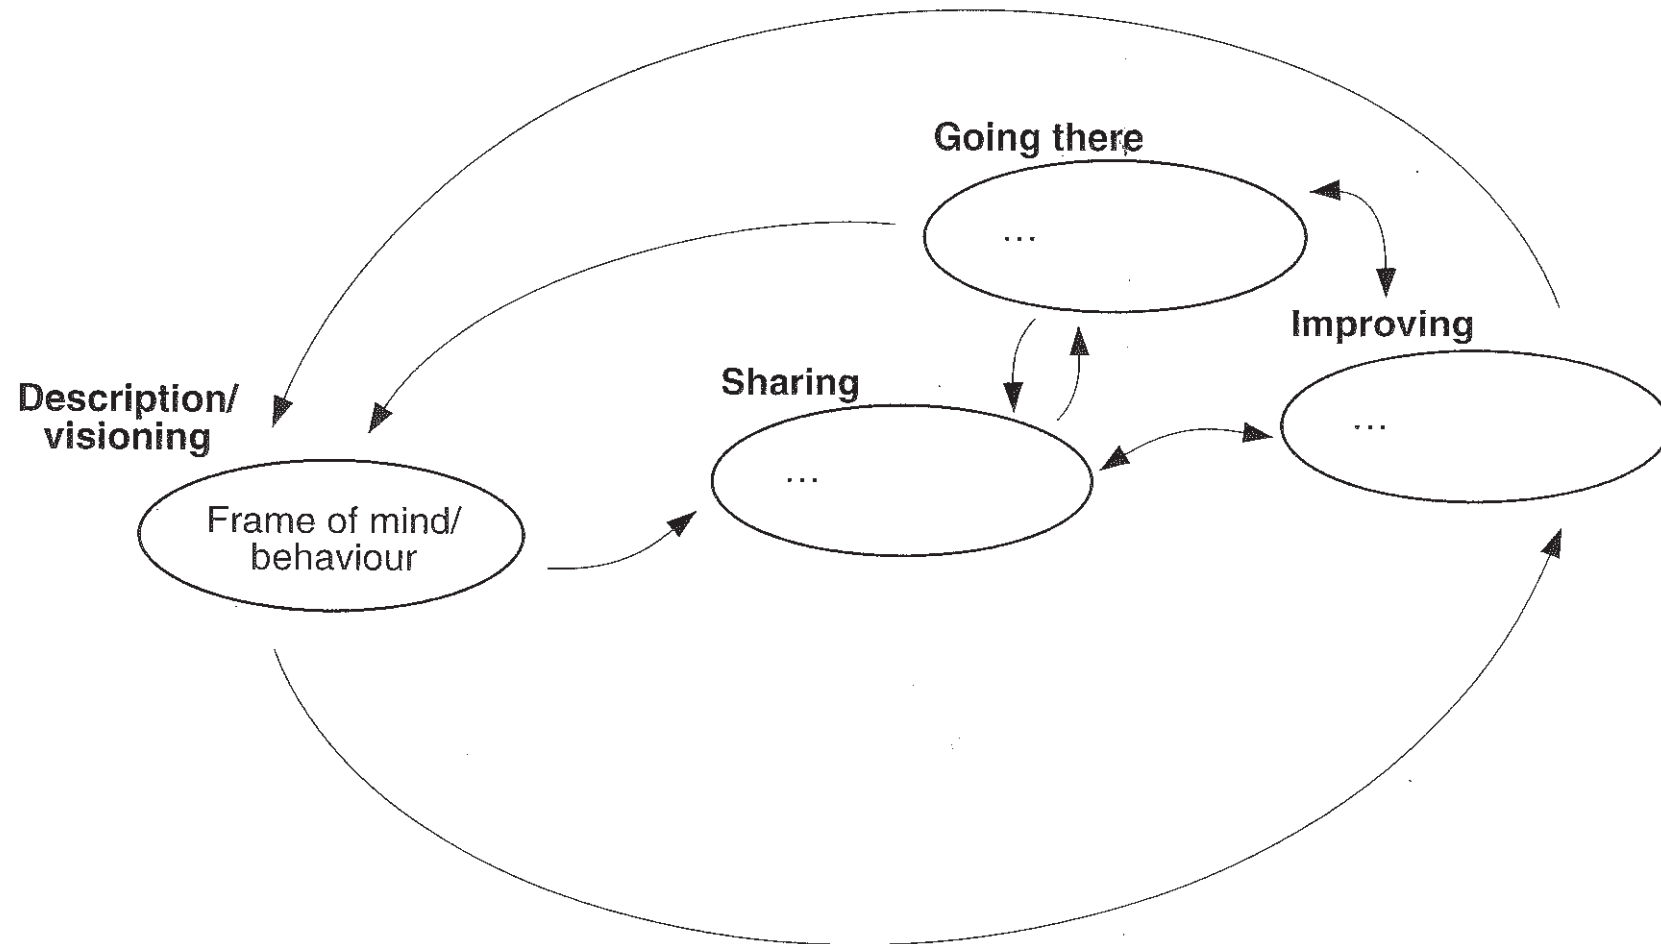 Going there
...
Improving
...
Sharing
...
Description/
visioning
Frame of mind/
behaviour